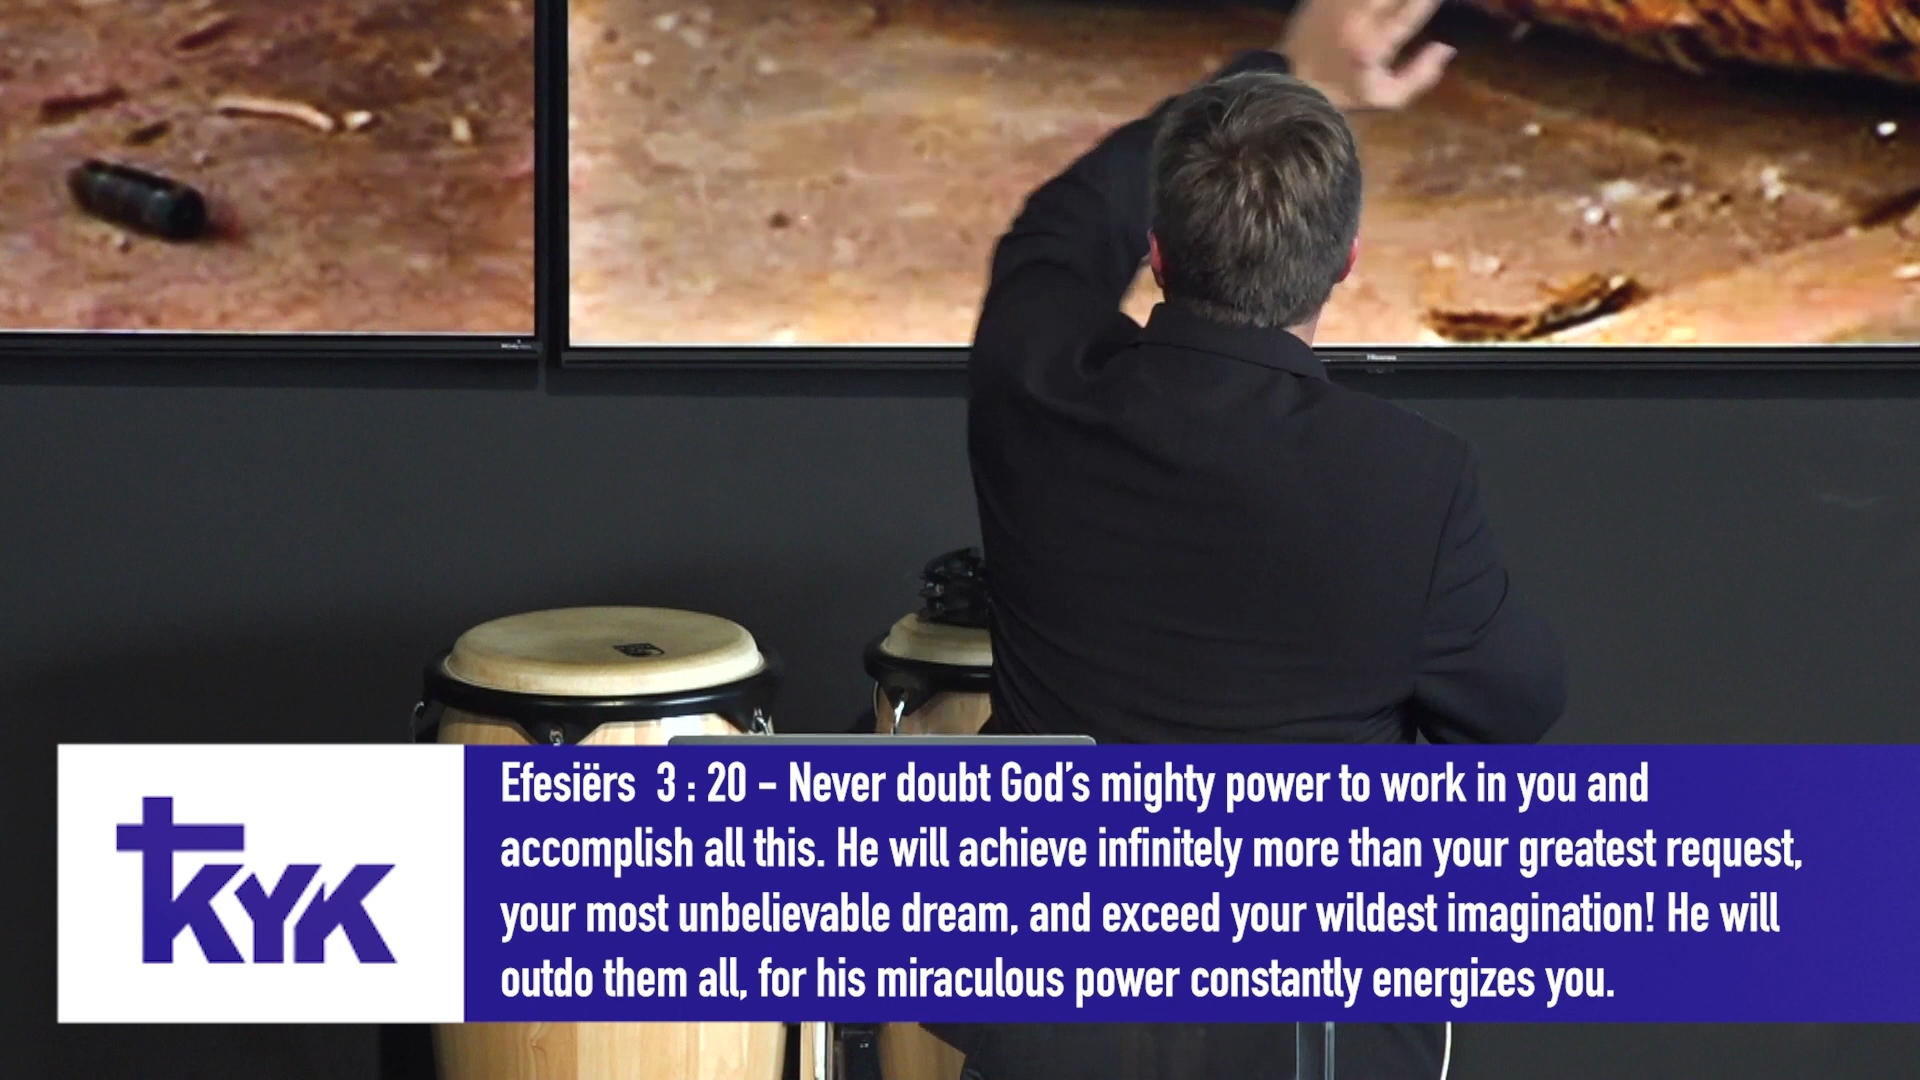 Hisense
KYK
Efesiërs 3 : 20 - Never doubt God's mighty power to work in you and
accomplish all this. He will achieve infinitely more than your greatest request,
your most unbelievable dream, and exceed your wildest imagination! He will
outdo them all, for his miraculous power constantly energizes you.